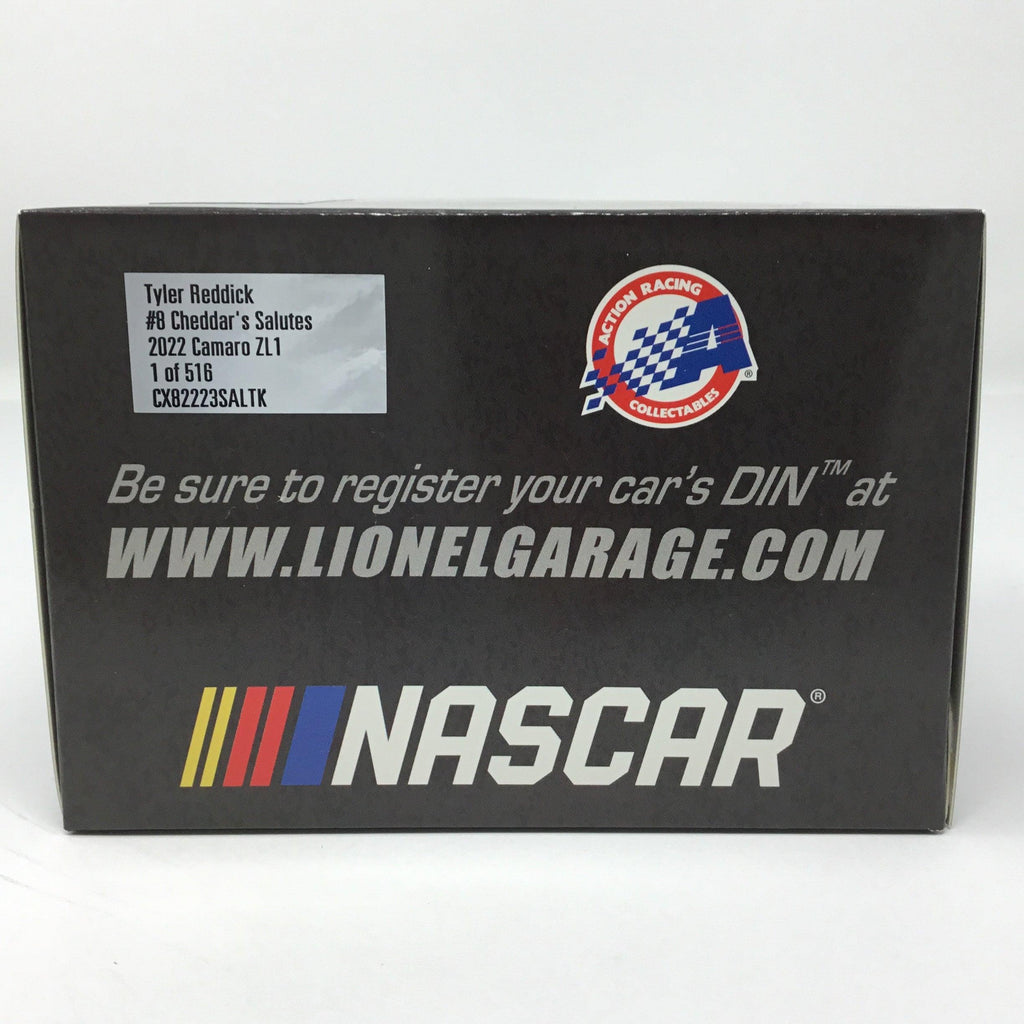 Tyler Reddick
#8 Cheddar's Salutes
2022 Camaro ZL1
1 of 516
CX82223SALTK
ACTION RACING
A
COLLECTABLES
®
Be sure to register your car's DIN™ at
WWW.LIONELGARAGE.COM
NASCAR®